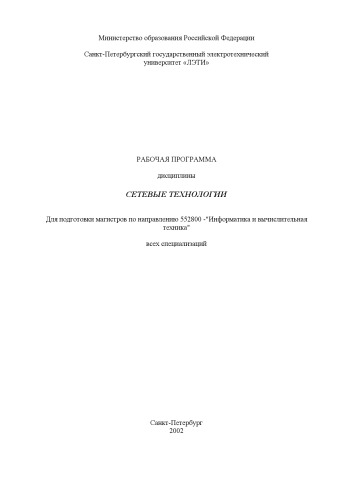 Министерство образования Российской Федерации
Санкт-Петербургский государственный электротехнический
университет «ЛЭТИ»
РАБОЧАЯ ПРОГРАММА
дисциплины
СЕТЕВЫЕ ТЕХНОЛОГИИ
Для подготовки магистров по направлению 552800 -"Информатика и вычислительная
техника"
всех специализаций
Санкт-Петербург
2002